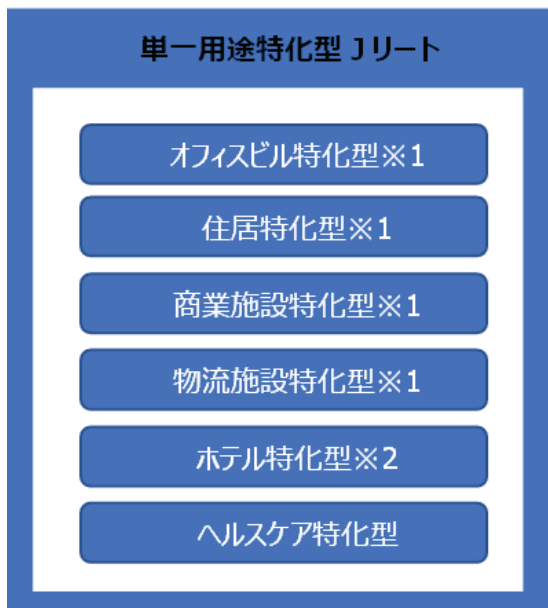 単一用途特化型Jリート
オフィスビル特化型※1
住居特化型※1
商業施設特化型※1
物流施設特化型※1
ホテル特化型※2
ヘルスケア特化型